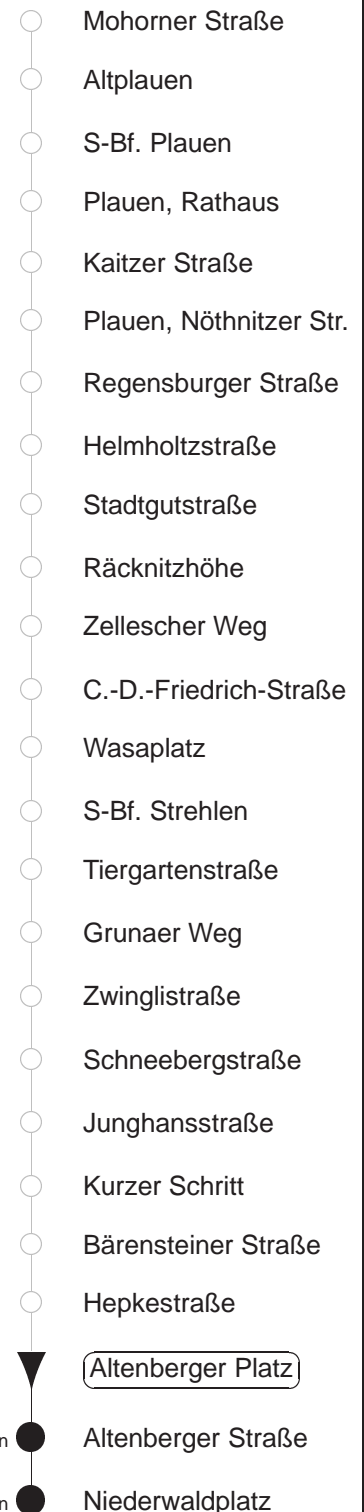 Mohorner Straße
Altplauen
S-Bf. Plauen
Plauen, Rathaus
Kaitzer Straße
Plauen, Nöthnitzer Str.
Regensburger Straße
Helmholtzstraße
Stadtgutstraße
Räcknitzhöhe
Zellescher Weg
C.-D.-Friedrich-Straße
Wasaplatz
S-Bf. Strehlen
Tiergartenstraße
Grunaer Weg
Zwinglistraße
Schneebergstraße
Junghansstraße
Kurzer Schritt
Bärensteiner Straße
Hepkestraße
Altenberger Platz
n Altenberger Straße
n Niederwaldplatz